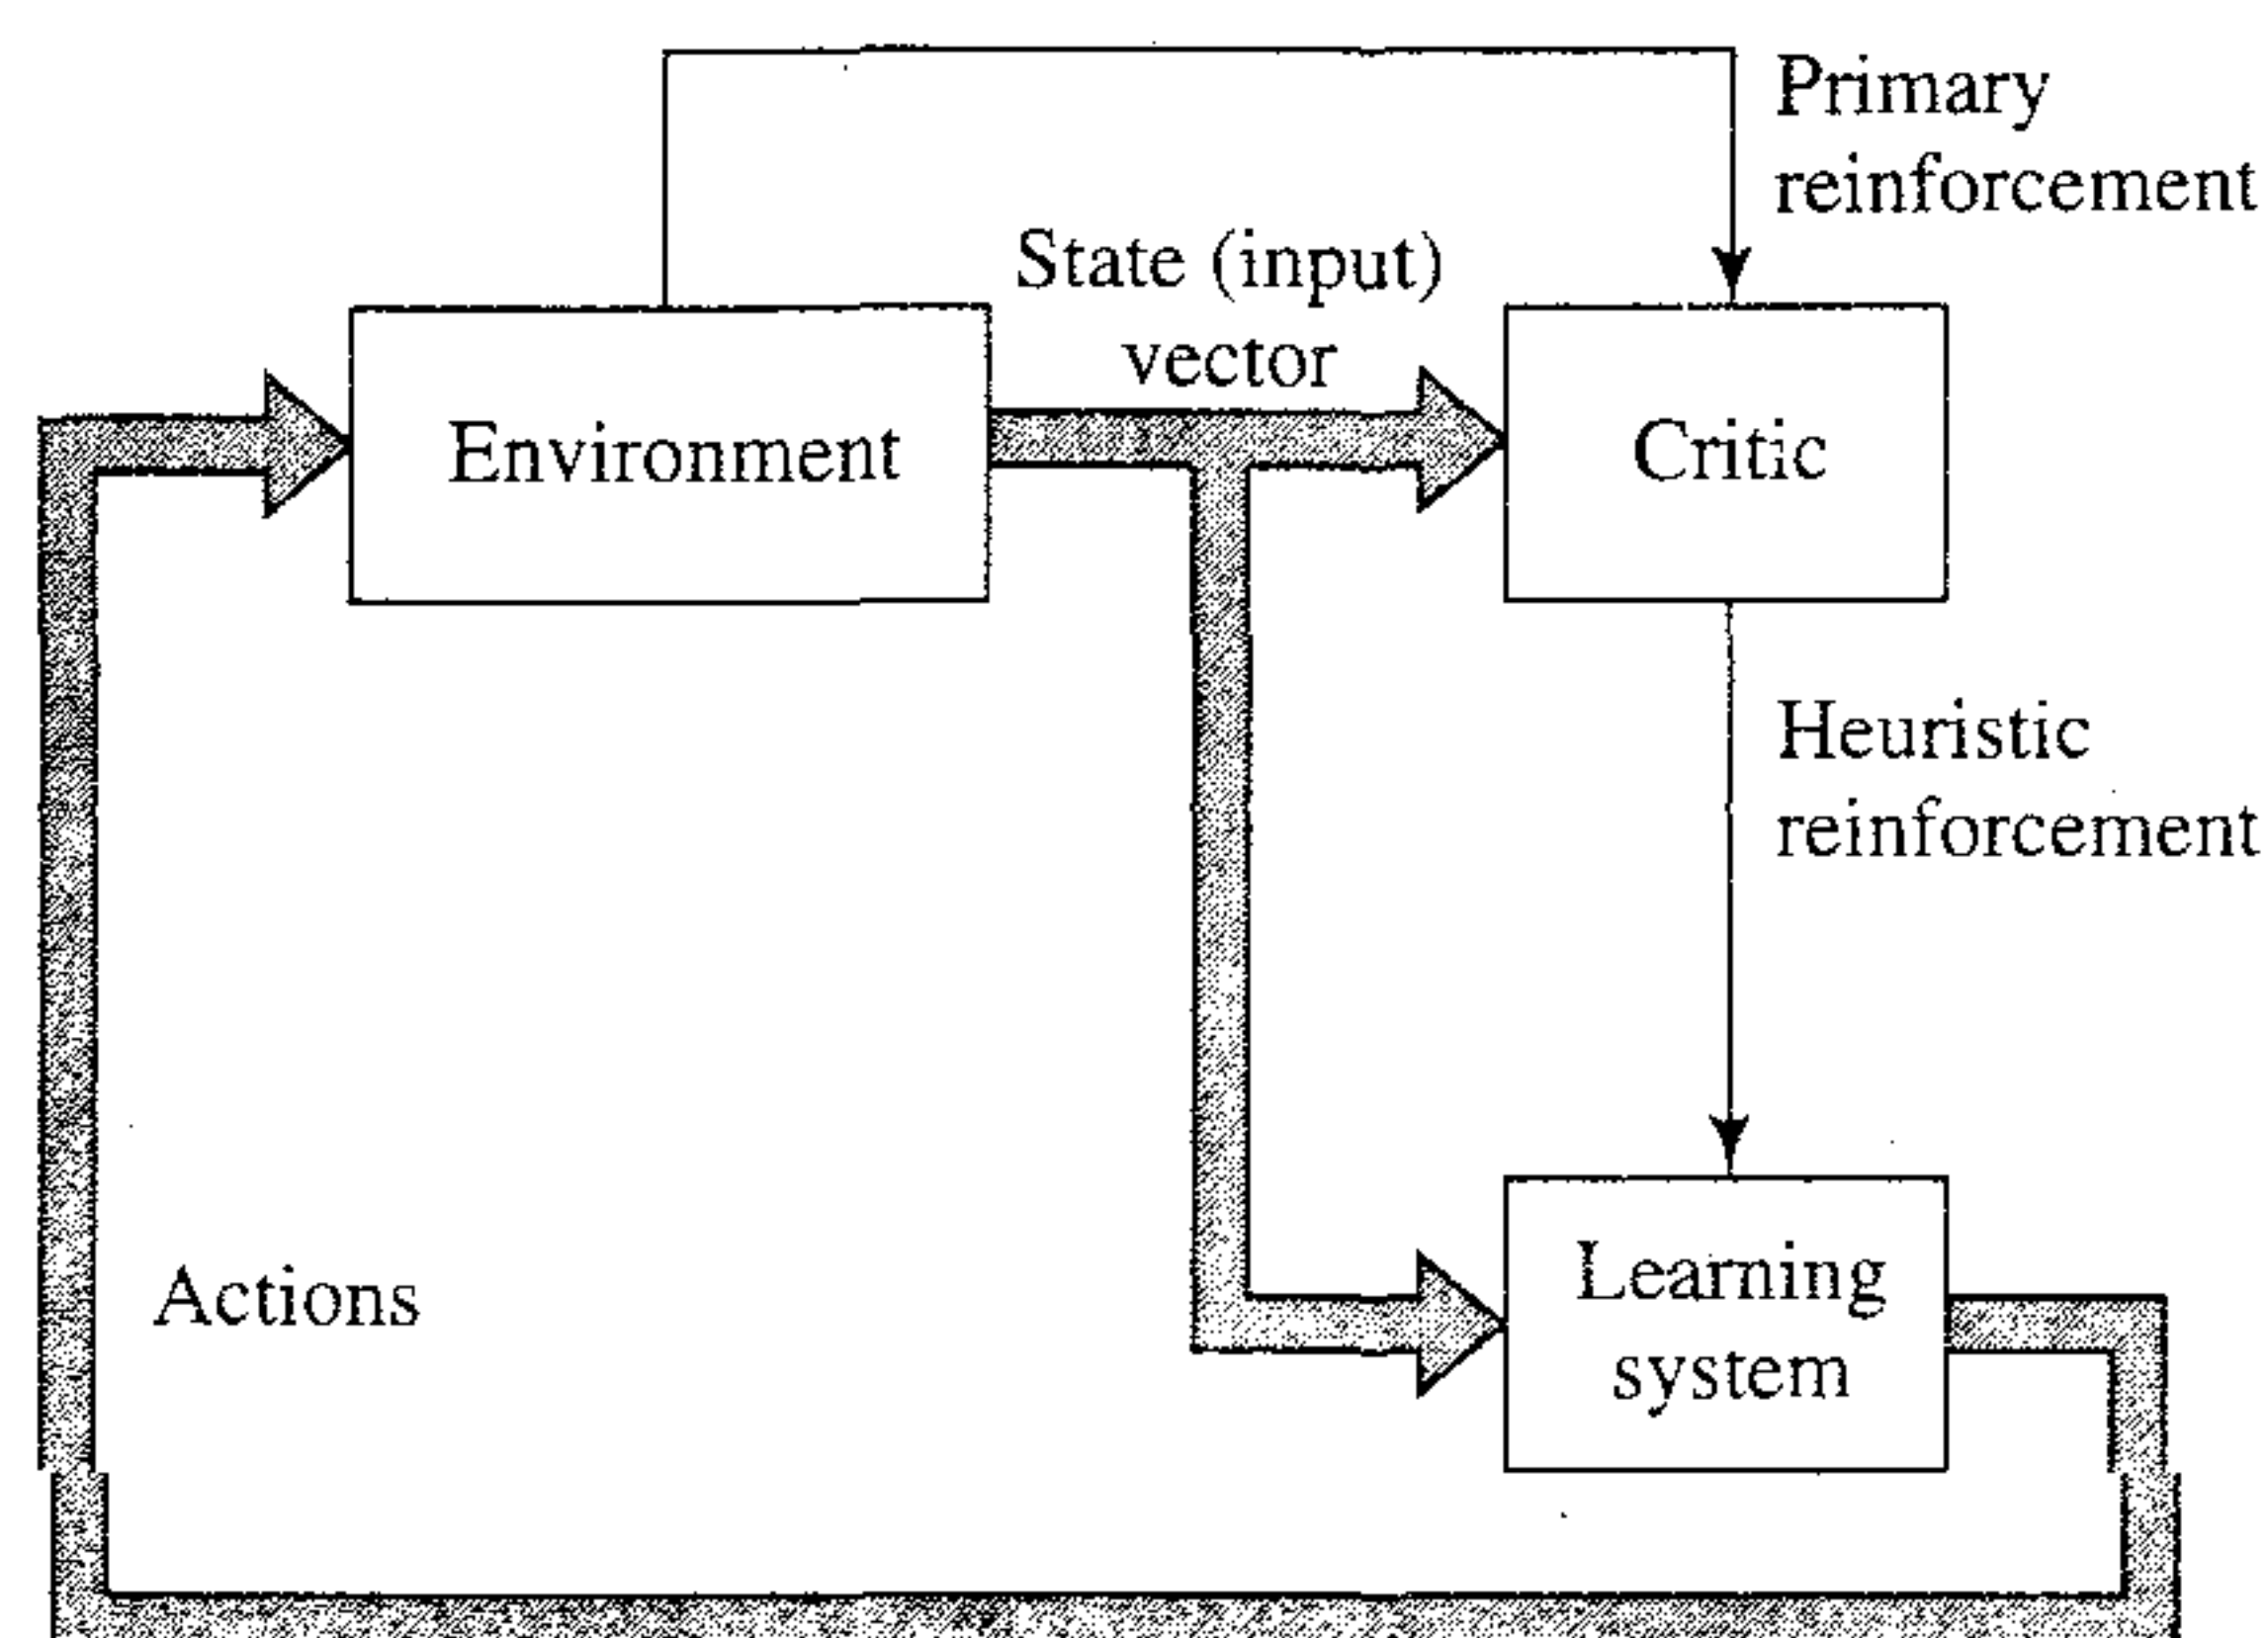 Primary
reinforcement
State (input)
vector
Environment
Critic
Heuristic
reinforcement
Actions
Learning
system